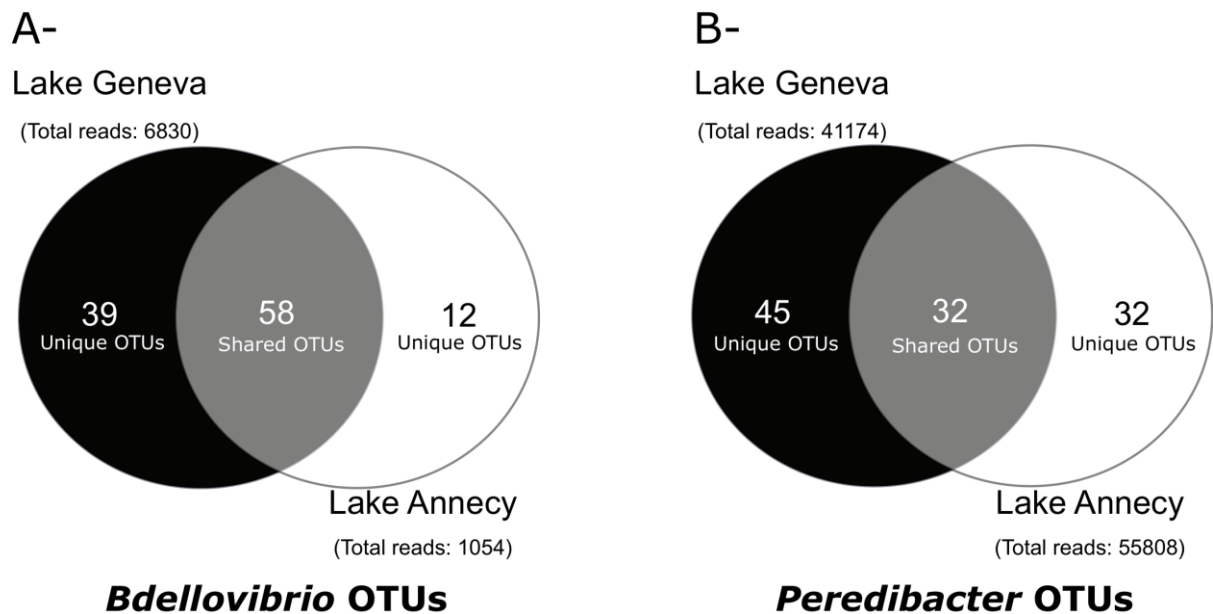 A-
Lake Geneva
(Total reads: 6830)
39
Unique OTUs
58
Shared OTUs
12
Unique OTUs
Lake Annecy
(Total reads: 1054)
Bdellovibrio OTUs
B-
Lake Geneva
(Total reads: 41174)
45
Unique OTUs
32
Shared OTUs
32
Unique OTUs
Lake Annecy
(Total reads: 55808)
Peredibacter OTUs